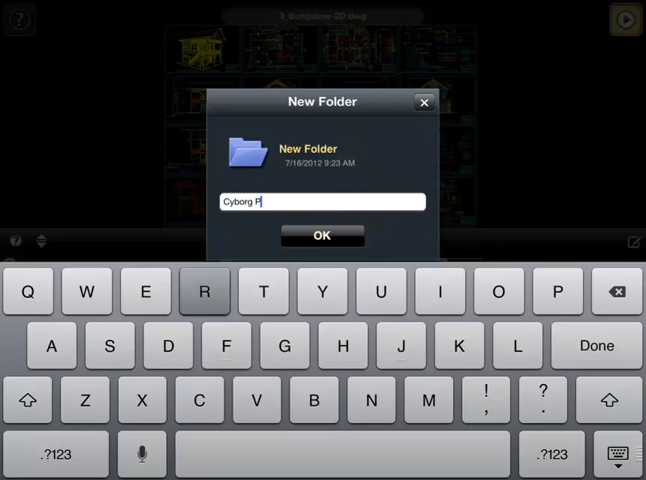 ?
3_Bungalow-2D.dwg
New Folder
×
New Folder
7/16/2012 9:23 AM
Cyborg P
OK
?
Q W E R T Y U I O P
A S D F G H J K L Done
Z X C V B N M ! , ? .
.?123 .?123